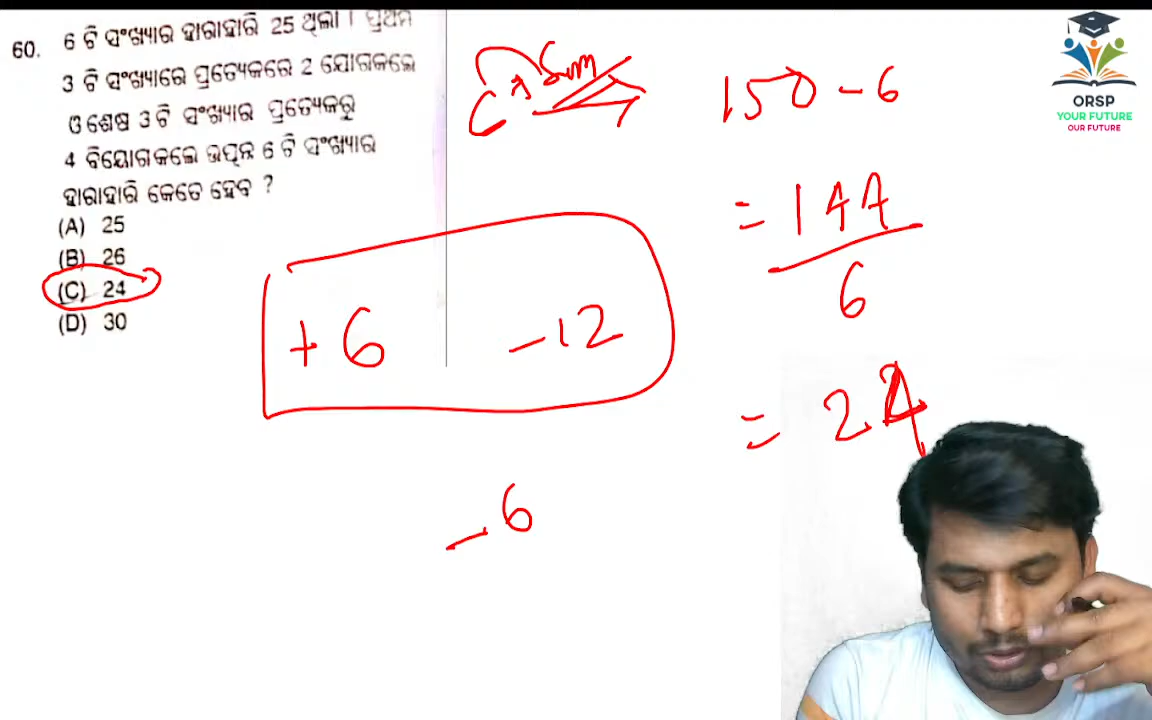 60. 6 ଟି ସଂଖ୍ୟାର ହାରାହାରି 25 ଥିଲା । ପ୍ରଥମ
3 ଟି ସଂଖ୍ୟାରେ ପ୍ରତ୍ୟେକରେ 2 ଯୋଗକଲେ
ଓ ଶେଷ 3 ଟି ସଂଖ୍ୟାର ପ୍ରତ୍ୟେକରୁ
4 ବିୟୋଗକଲେ ଉତ୍ପନ୍ନ 6 ଟି ସଂଖ୍ୟାର
ହାରାହାରି କେତେ ହେବ ?
(A) 25
(B) 26
(C) 24
(D) 30
Sum
+6 -12
-6
150-6
= 144
6
= 24
ORSP
YOUR FUTURE
OUR FUTURE